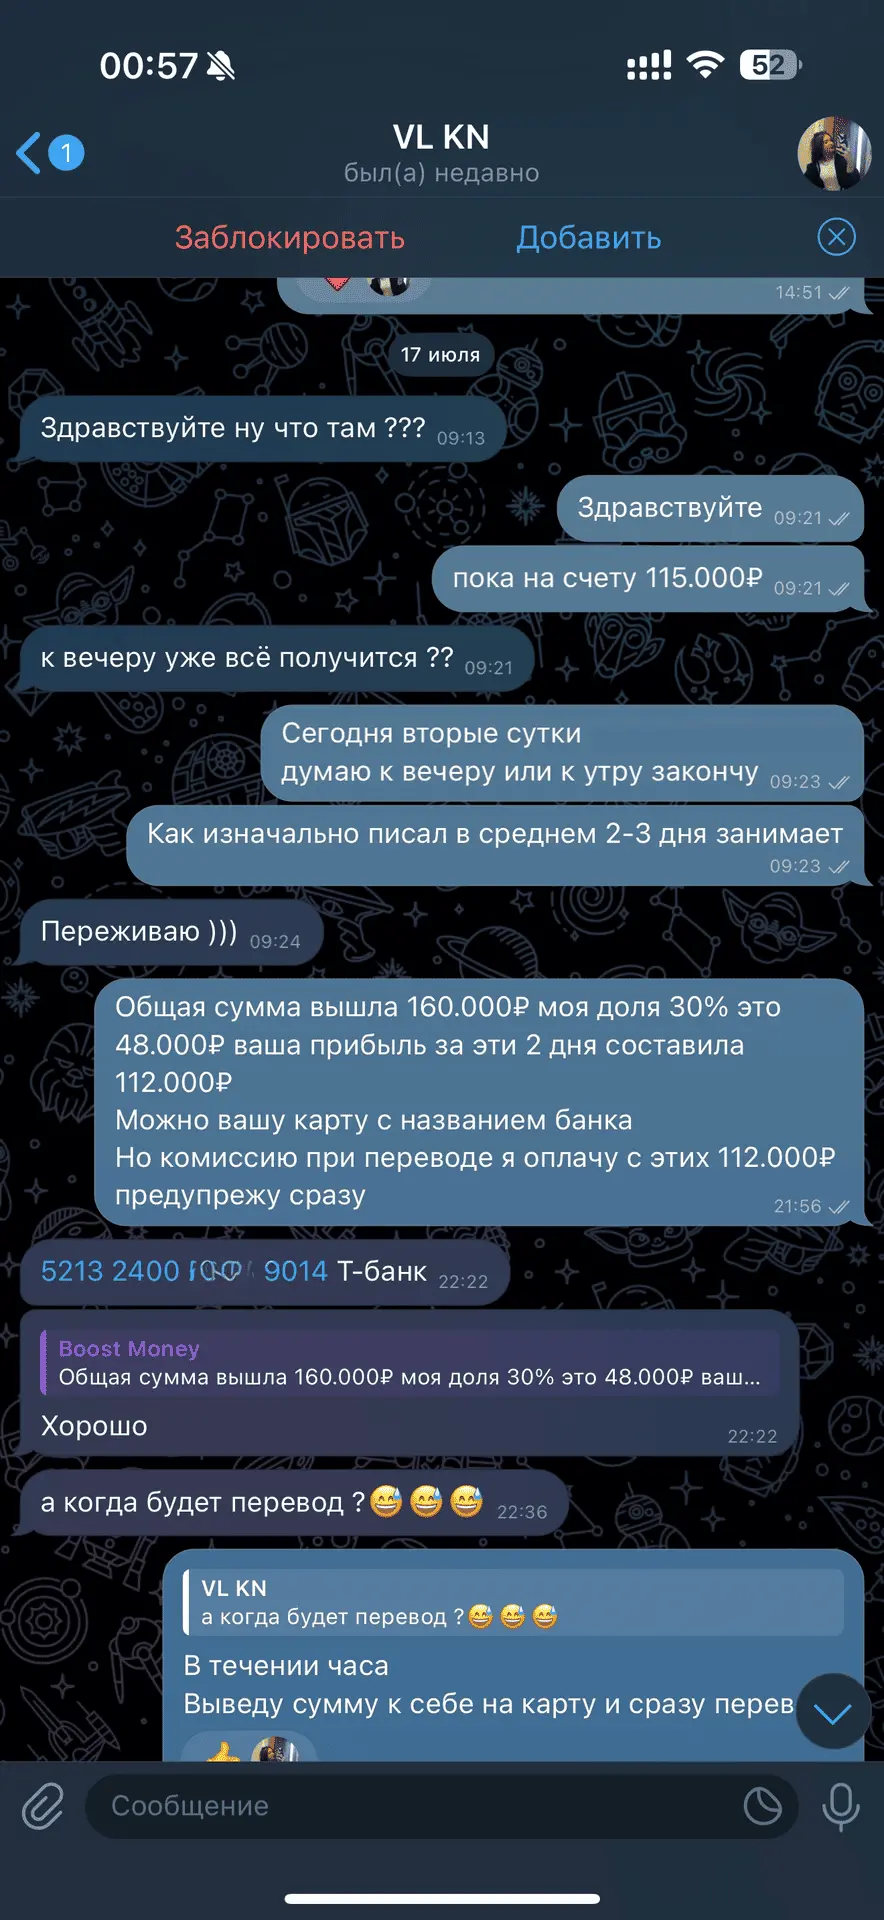 00:57
52
1
VL KN
был(а) недавно
Заблокировать
Добавить
14:51
17 июля
Здравствуйте ну что там ???
09:13
Здравствуйте
09:21
пока на счету 115.000₽
09:21
к вечеру уже всё получится ??
09:21
Сегодня вторые сутки
думаю к вечеру или к утру закончу
09:23
Как изначально писал в среднем 2-3 дня занимает
09:23
Переживаю )))
09:24
Общая сумма вышла 160.000₽ моя доля 30% это
48.000₽ ваша прибыль за эти 2 дня составила
112.000₽
Можно вашу карту с названием банка
Но комиссию при переводе я оплачу с этих 112.000₽
предупрежу сразу
21:56
5213 2400 9014 Т-банк
22:22
Boost Money
Общая сумма вышла 160.000₽ моя доля 30% это 48.000₽ ваш...
Хорошо
22:22
а когда будет перевод ?😅😅😅
22:36
VL KN
а когда будет перевод ?😅😅😅
В течении часа
Выведу сумму к себе на карту и сразу перев
Сообщение